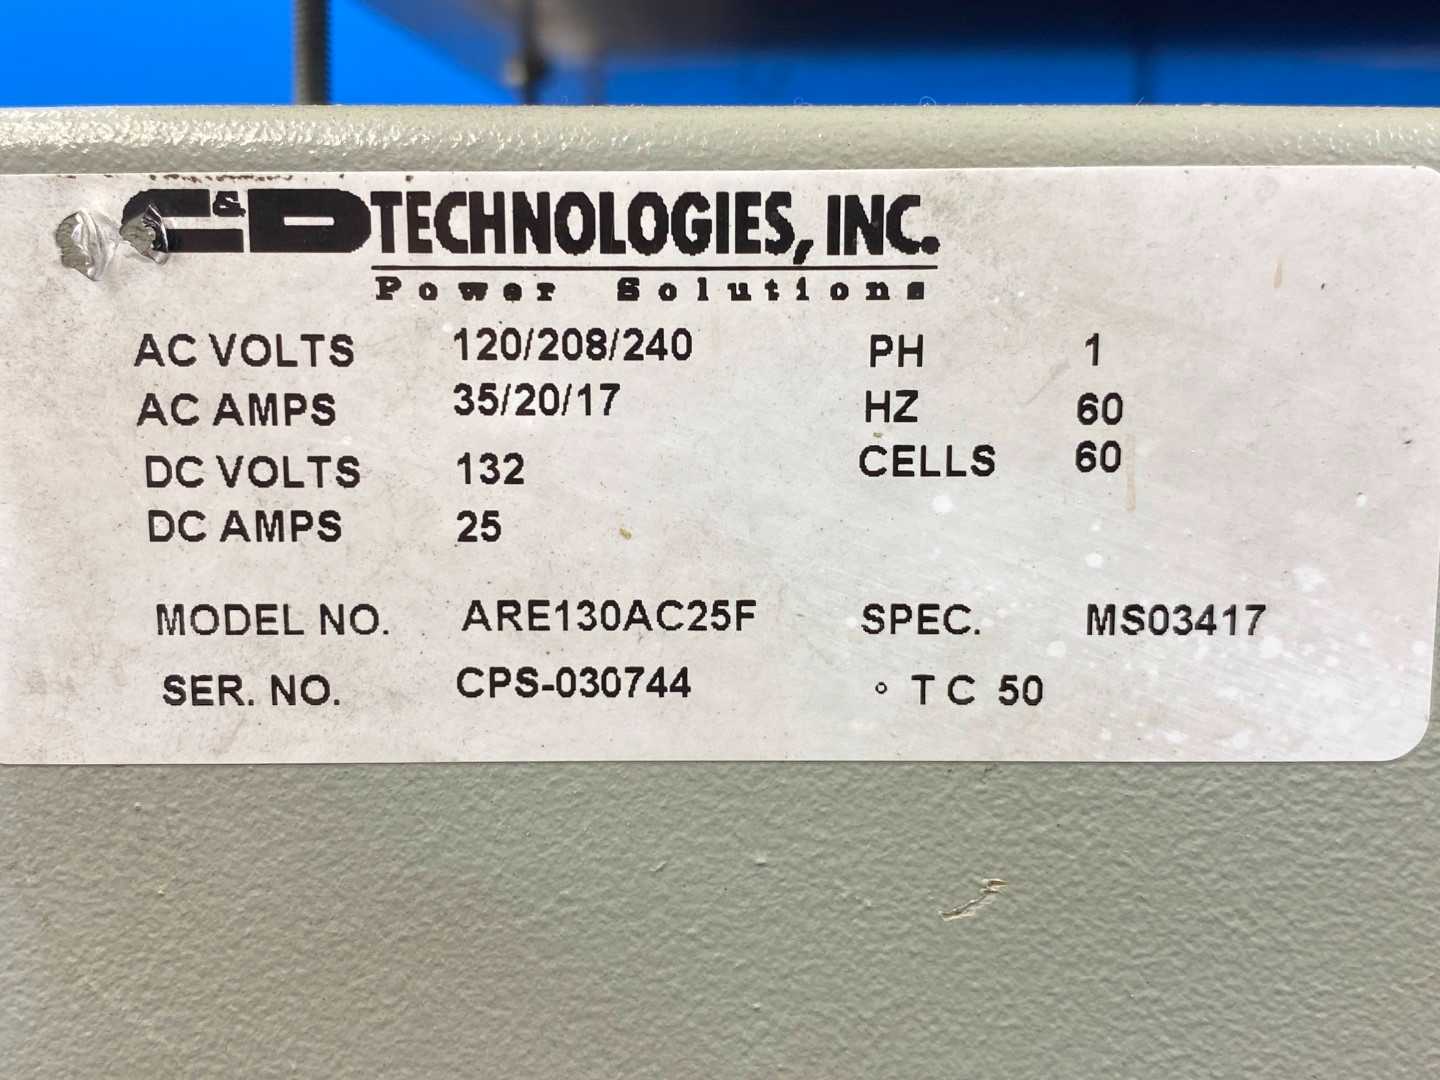 C&D TECHNOLOGIES, INC.
Power Solutions
AC VOLTS 120/208/240 PH 1
AC AMPS 35/20/17 HZ 60
DC VOLTS 132 CELLS 60
DC AMPS 25
MODEL NO. ARE130AC25F SPEC. MS03417
SER. NO. CPS-030744 ° T C 50